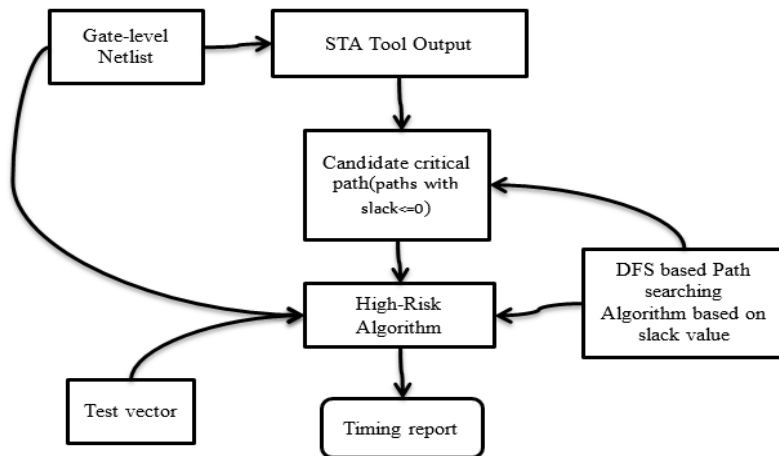 Gate-level
Netlist
STA Tool Output
Candidate critical
path(paths with
slack<=0)
DFS based Path
searching
Algorithm based on
slack value
High-Risk
Algorithm
Test vector
Timing report